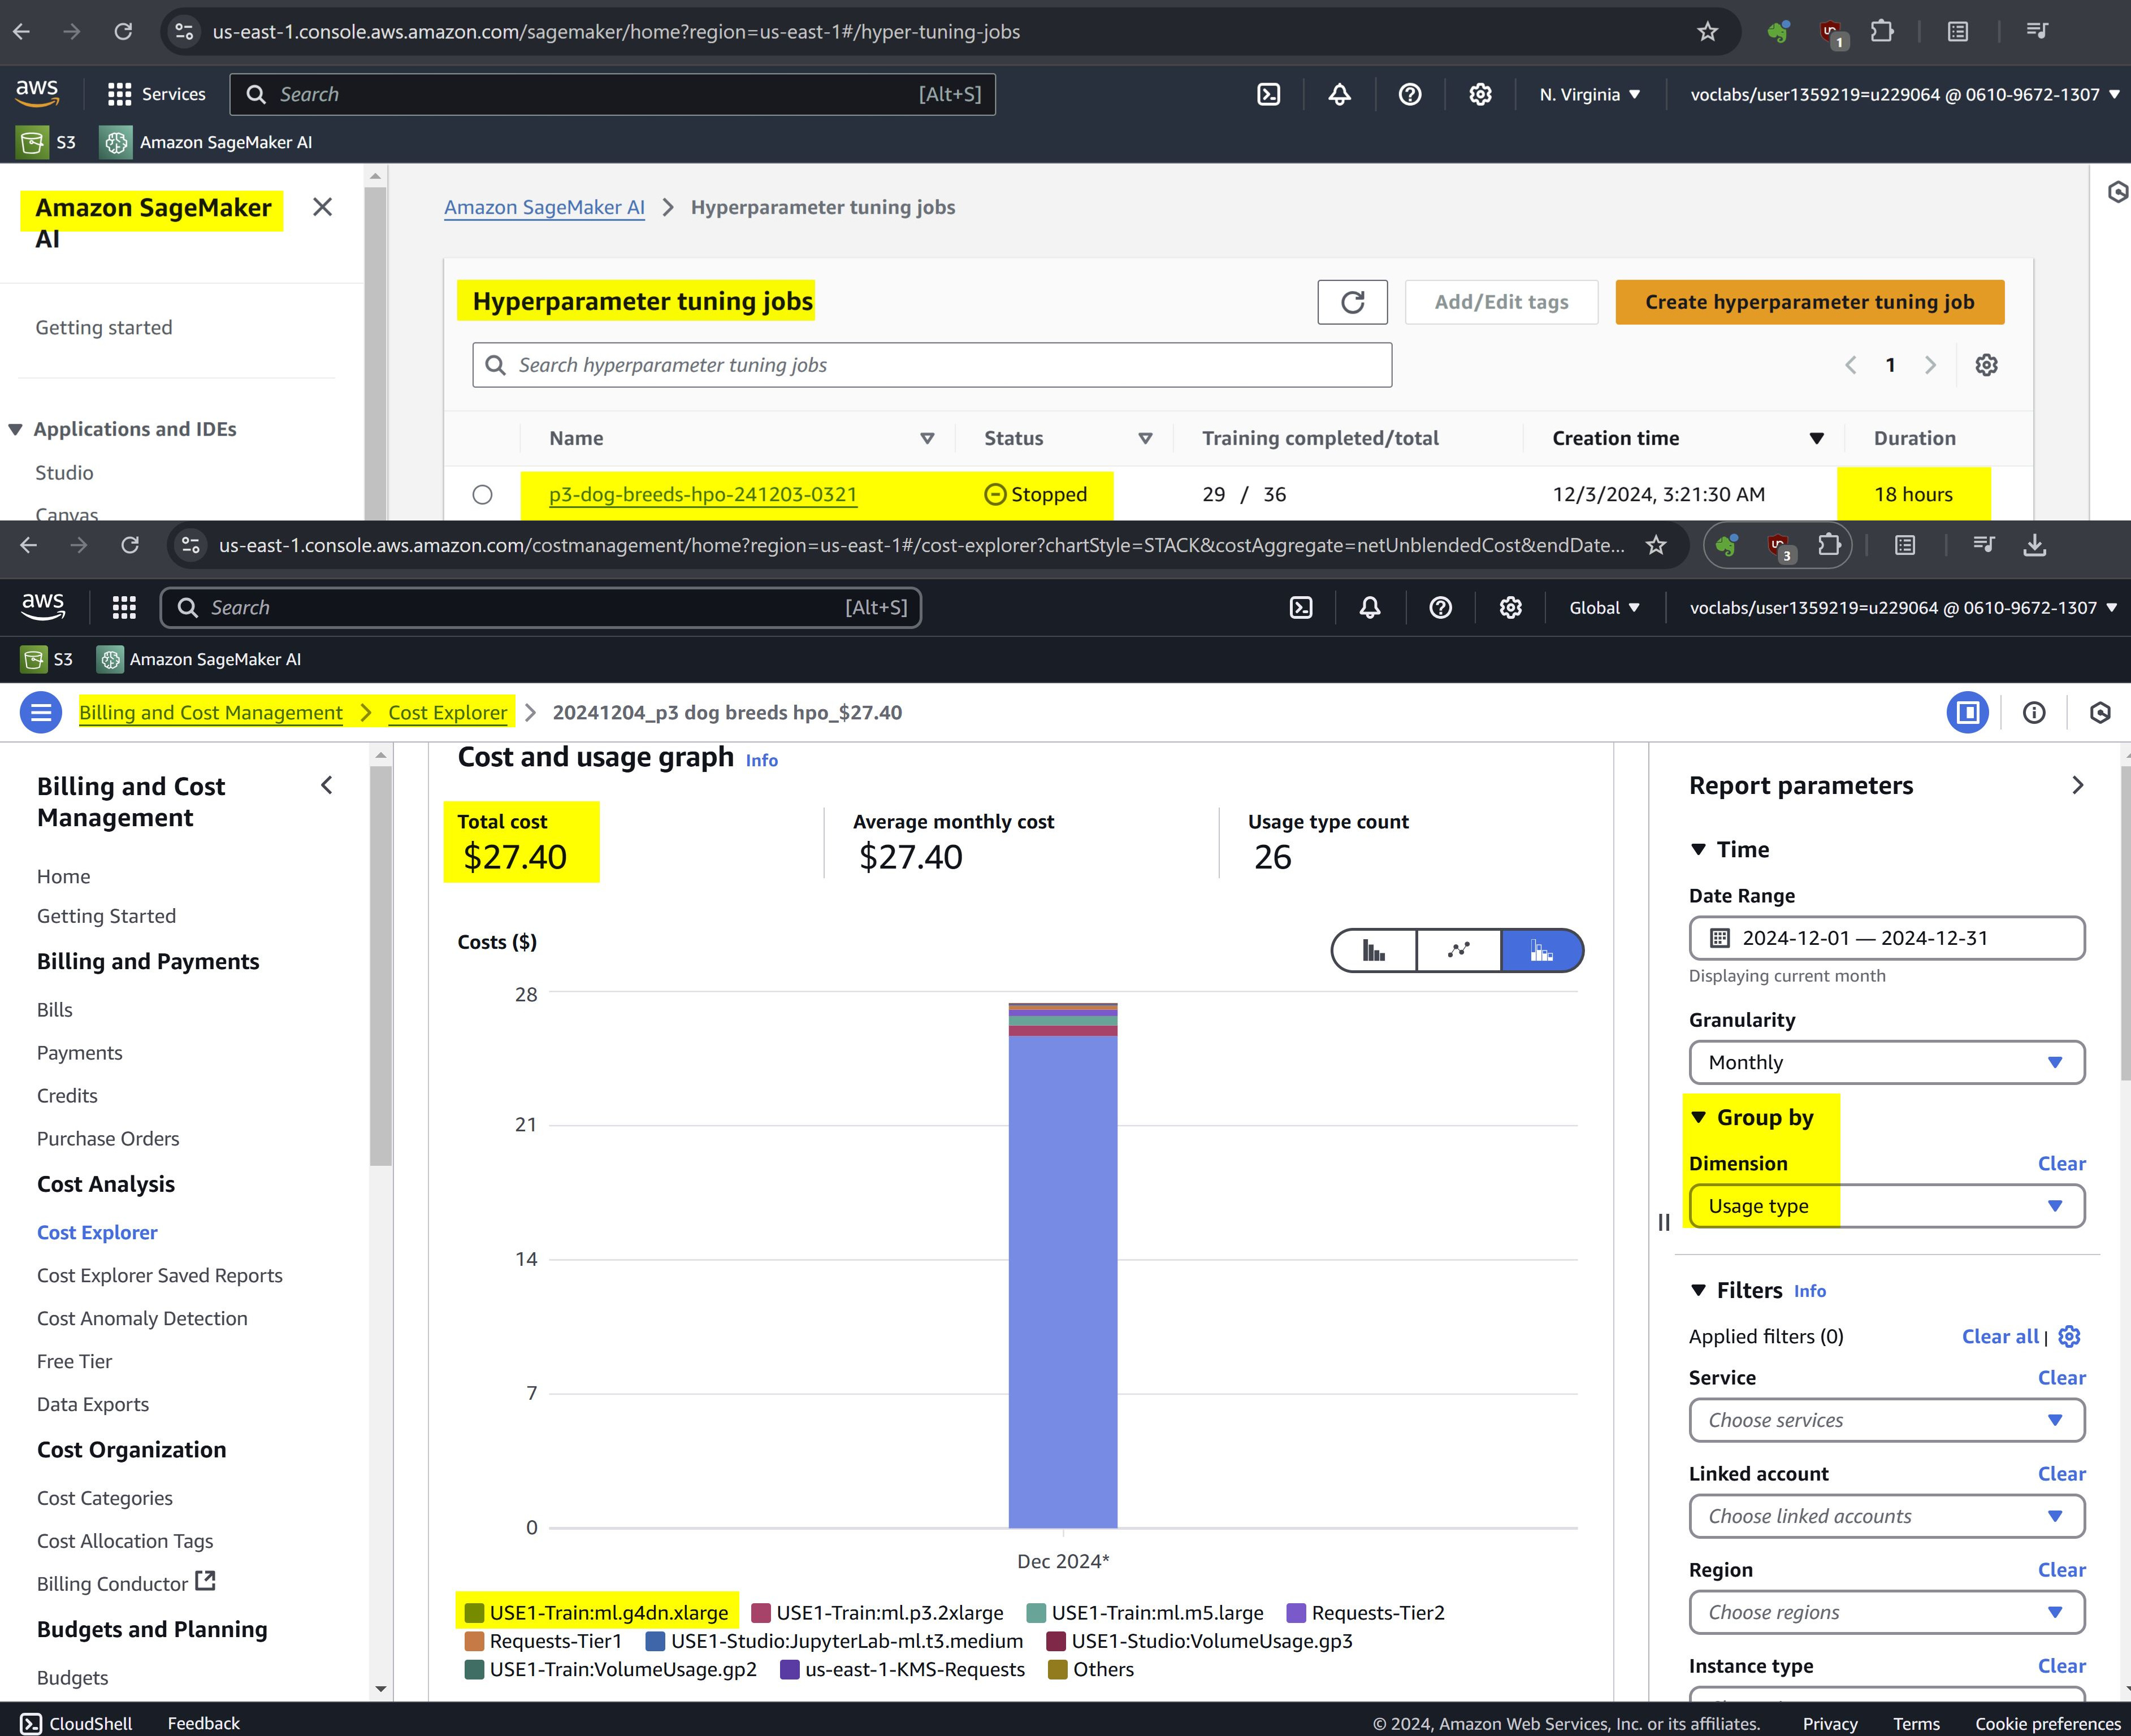 us-east-1.console.aws.amazon.com/sagemaker/home?region=us-east-1#/hyper-tuning-jobs
1
aws
Services
Search
[Alt+S]
N. Virginia
voclabs/user1359219=u229064 @ 0610-9672-1307
S3
Amazon SageMaker AI
Amazon SageMaker
AI
Getting started
Applications and IDEs
Studio
Canvas
Amazon SageMaker AI
Hyperparameter tuning jobs
Hyperparameter tuning jobs
Add/Edit tags
Create hyperparameter tuning job
Search hyperparameter tuning jobs
1
Name
Status
Training completed/total
Creation time
Duration
p3-dog-breeds-hpo-241203-0321
Stopped
29 / 36
12/3/2024, 3:21:30 AM
18 hours
us-east-1.console.aws.amazon.com/costmanagement/home?region=us-east-1#/cost-explorer?chartStyle=STACK&costAggregate=netUnblendedCost&endDate...
3
aws
Search
[Alt+S]
Global
voclabs/user1359219=u229064 @ 0610-9672-1307
S3
Amazon SageMaker AI
Billing and Cost Management
Cost Explorer
20241204_p3 dog breeds hpo_$27.40
Billing and Cost
Management
Home
Getting Started
Billing and Payments
Bills
Payments
Credits
Purchase Orders
Cost Analysis
Cost Explorer
Cost Explorer Saved Reports
Cost Anomaly Detection
Free Tier
Data Exports
Cost Organization
Cost Categories
Cost Allocation Tags
Billing Conductor
Budgets and Planning
Budgets
Cost and usage graph Info
Total cost
$27.40
Average monthly cost
$27.40
Usage type count
26
Costs ($)
28
21
14
7
0
Dec 2024*
USE1-Train:ml.g4dn.xlarge
USE1-Train:ml.p3.2xlarge
USE1-Train:ml.m5.large
Requests-Tier2
Requests-Tier1
USE1-Studio:JupyterLab-ml.t3.medium
USE1-Studio:VolumeUsage.gp3
USE1-Train:VolumeUsage.gp2
us-east-1-KMS-Requests
Others
Report parameters
Time
Date Range
2024-12-01 — 2024-12-31
Displaying current month
Granularity
Monthly
Group by
Dimension
Clear
Usage type
Filters Info
Applied filters (0)
Clear all |
Service
Clear
Choose services
Linked account
Clear
Choose linked accounts
Region
Clear
Choose regions
Instance type
Clear
CloudShell
Feedback
© 2024, Amazon Web Services, Inc. or its affiliates.
Privacy
Terms
Cookie preferences